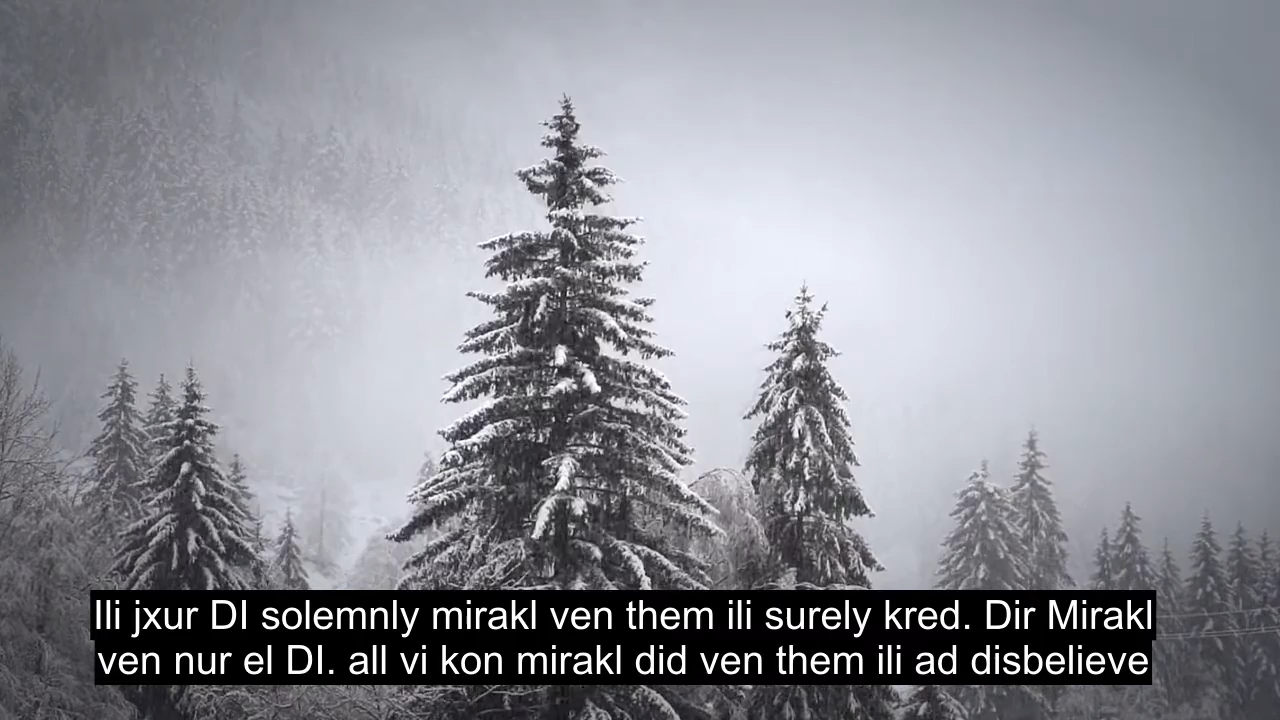 Ili jxur DI solemnly mirakl ven them ili surely kred. Dir Mirakl
ven nur el DI. all vi kon mirakl did ven them ili ad disbelieve